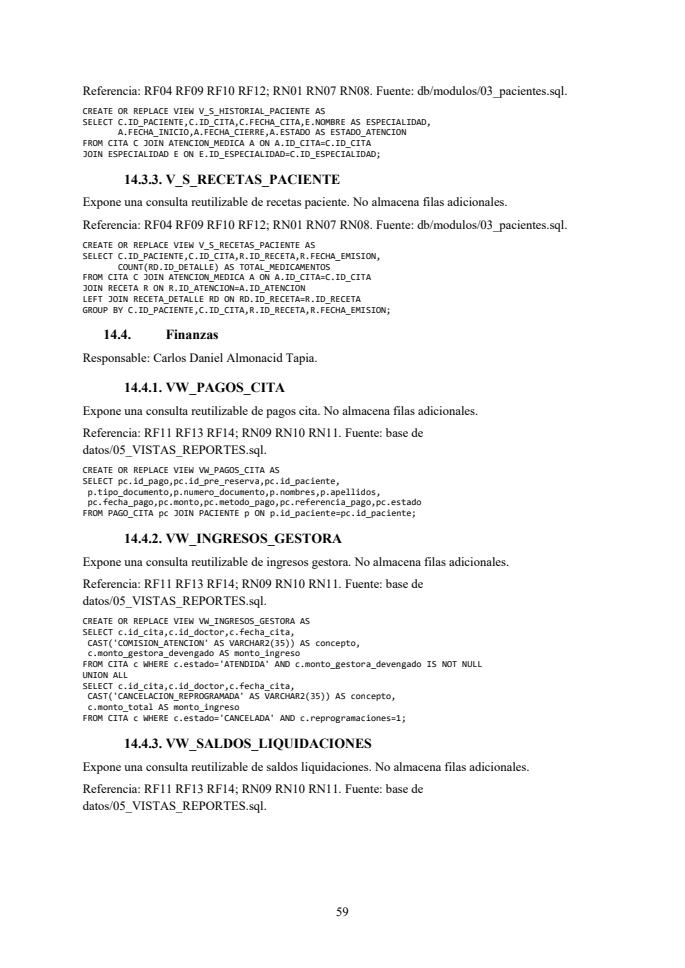 Referencia: RF04 RF09 RF10 RF12; RN01 RN07 RN08. Fuente: db/modulos/03_pacientes.sql.
CREATE OR REPLACE VIEW V_S_HISTORIAL_PACIENTE AS
SELECT C.ID_PACIENTE,C.ID_CITA,C.FECHA_CITA,E.NOMBRE AS ESPECIALIDAD,
A.FECHA_INICIO,A.FECHA_CIERRE,A.ESTADO AS ESTADO_ATENCION
FROM CITA C JOIN ATENCION_MEDICA A ON A.ID_CITA=C.ID_CITA
JOIN ESPECIALIDAD E ON E.ID_ESPECIALIDAD=C.ID_ESPECIALIDAD;
14.3.3. V_S_RECETAS_PACIENTE
Expone una consulta reutilizable de recetas paciente. No almacena filas adicionales.
Referencia: RF04 RF09 RF10 RF12; RN01 RN07 RN08. Fuente: db/modulos/03_pacientes.sql.
CREATE OR REPLACE VIEW V_S_RECETAS_PACIENTE AS
SELECT C.ID_PACIENTE,C.ID_CITA,R.ID_RECETA,R.FECHA_EMISION,
COUNT(RD.ID_DETALLE) AS TOTAL_MEDICAMENTOS
FROM CITA C JOIN ATENCION_MEDICA A ON A.ID_CITA=C.ID_CITA
JOIN RECETA R ON R.ID_ATENCION=A.ID_ATENCION
LEFT JOIN RECETA_DETALLE RD ON RD.ID_RECETA=R.ID_RECETA
GROUP BY C.ID_PACIENTE,C.ID_CITA,R.ID_RECETA,R.FECHA_EMISION;
14.4. Finanzas
Responsable: Carlos Daniel Almonacid Tapia.
14.4.1. VW_PAGOS_CITA
Expone una consulta reutilizable de pagos cita. No almacena filas adicionales.
Referencia: RF11 RF13 RF14; RN09 RN10 RN11. Fuente: base de
datos/05_VISTAS_REPORTES.sql.
CREATE OR REPLACE VIEW VW_PAGOS_CITA AS
SELECT pc.id_pago,pc.id_pre_reserva,pc.id_paciente,
p.tipo_documento,p.numero_documento,p.nombres,p.apellidos,
pc.fecha_pago,pc.monto,pc.metodo_pago,pc.referencia_pago,pc.estado
FROM PAGO_CITA pc JOIN PACIENTE p ON p.id_paciente=pc.id_paciente;
14.4.2. VW_INGRESOS_GESTORA
Expone una consulta reutilizable de ingresos gestora. No almacena filas adicionales.
Referencia: RF11 RF13 RF14; RN09 RN10 RN11. Fuente: base de
datos/05_VISTAS_REPORTES.sql.
CREATE OR REPLACE VIEW VW_INGRESOS_GESTORA AS
SELECT c.id_cita,c.id_doctor,c.fecha_cita,
CAST('COMISION_ATENCION' AS VARCHAR2(35)) AS concepto,
c.monto_gestora_devengado AS monto_ingreso
FROM CITA c WHERE c.estado='ATENDIDA' AND c.monto_gestora_devengado IS NOT NULL
UNION ALL
SELECT c.id_cita,c.id_doctor,c.fecha_cita,
CAST('CANCELACION_REPROGRAMADA' AS VARCHAR2(35)) AS concepto,
c.monto_total AS monto_ingreso
FROM CITA c WHERE c.estado='CANCELADA' AND c.reprogramaciones=1;
14.4.3. VW_SALDOS_LIQUIDACIONES
Expone una consulta reutilizable de saldos liquidaciones. No almacena filas adicionales.
Referencia: RF11 RF13 RF14; RN09 RN10 RN11. Fuente: base de
datos/05_VISTAS_REPORTES.sql.
59